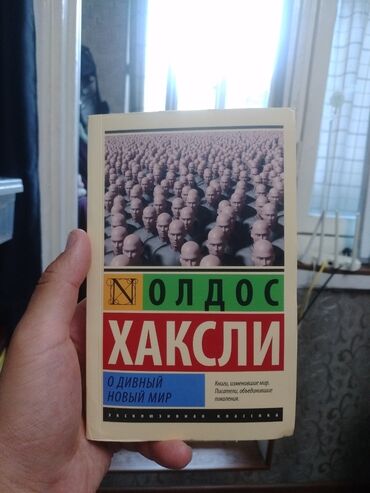 N ОЛДОС
ХАКСЛИ
О ДИВНЫЙ
НОВЫЙ МИР
Книги, изменившие мир.
Писатели, объединившие
поколения.
ЭКСКЛЮЗИВНАЯ КЛАССИКА